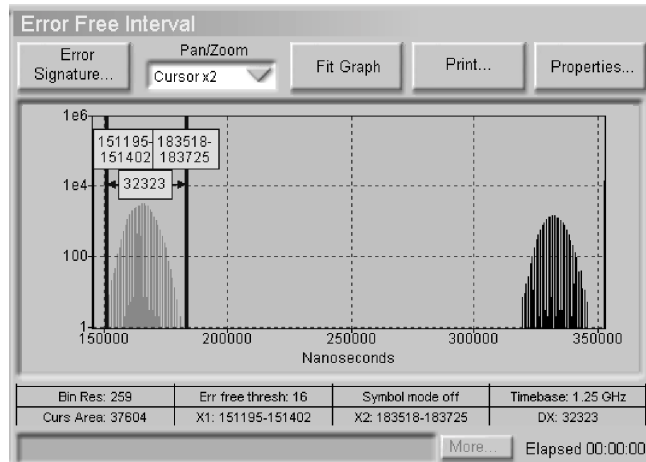 Error Free Interval
Error
Signature...
Pan/Zoom
Cursor x2
Fit Graph
Print...
Properties...
1e6
151195-
151402
183518-
183725
32323
1e4
100
1
150000
200000
250000
300000
350000
Nanoseconds
Bin Res: 259
Err free thresh: 16
Symbol mode off
Timebase: 1.25 GHz
Curs Area: 37604
X1: 151195-151402
X2: 183518-183725
DX: 32323
More...
Elapsed 00:00:00